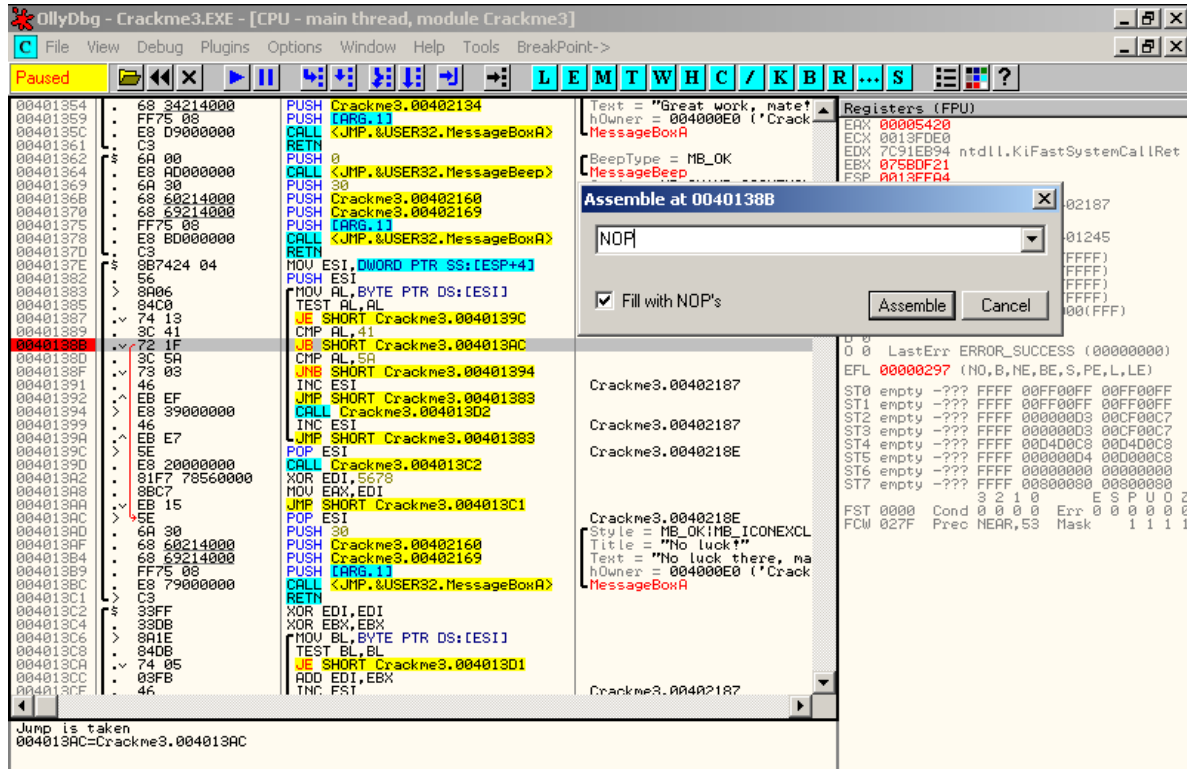 OllyDbg - Crackme3.EXE - [CPU - main thread, module Crackme3]
C File View Debug Plugins Options Window Help Tools BreakPoint->
Paused L E M T W H C / K B R ... S ?
00401354 . 68 34214000 PUSH Crackme3.00402134 Text = "Great work, mate!
00401359 . FF75 08 PUSH [ARG.1] hOwner = 004000E0 ('Crack
0040135C . E8 D9000000 CALL <JMP.&USER32.MessageBoxA> MessageBoxA
00401361 . C3 RETN
00401362 $ 6A 00 PUSH 0 BeepType = MB_OK
00401364 . E8 AD000000 CALL <JMP.&USER32.MessageBeep> MessageBeep
00401369 . 6A 30 PUSH 30
0040136B . 68 60214000 PUSH Crackme3.00402160
00401370 . 68 69214000 PUSH Crackme3.00402169
00401375 . FF75 08 PUSH [ARG.1]
00401378 . E8 BD000000 CALL <JMP.&USER32.MessageBoxA>
0040137D . C3 RETN
0040137E $ 8B7424 04 MOV ESI,DWORD PTR SS:[ESP+4]
00401382 . 56 PUSH ESI
00401383 > 8A06 MOV AL,BYTE PTR DS:[ESI]
00401385 . 84C0 TEST AL,AL
00401387 .v 74 13 JE SHORT Crackme3.0040139C
00401389 . 3C 41 CMP AL,41
0040138B .v 72 1F JB SHORT Crackme3.004013AC
0040138D . 3C 5A CMP AL,5A
0040138F .v 73 03 JNB SHORT Crackme3.00401394
00401391 . 46 INC ESI Crackme3.00402187
00401392 .^ EB EF JMP SHORT Crackme3.00401383
00401394 > E8 39000000 CALL Crackme3.004013D2
00401399 . 46 INC ESI Crackme3.00402187
0040139A .^ EB E7 JMP SHORT Crackme3.00401383
0040139C > 5E POP ESI Crackme3.0040218E
0040139D . E8 20000000 CALL Crackme3.004013C2
004013A2 . 81F7 78560000 XOR EDI,5678
004013A8 . 8BC7 MOV EAX,EDI
004013AA .v EB 15 JMP SHORT Crackme3.004013C1
004013AC > 5E POP ESI Crackme3.0040218E
004013AD . 6A 30 PUSH 30 Style = MB_OK|MB_ICONEXCL
004013AF . 68 60214000 PUSH Crackme3.00402160 Title = "No luck!"
004013B4 . 68 69214000 PUSH Crackme3.00402169 Text = "No luck there, ma
004013B9 . FF75 08 PUSH [ARG.1] hOwner = 004000E0 ('Crack
004013BC . E8 79000000 CALL <JMP.&USER32.MessageBoxA> MessageBoxA
004013C1 > C3 RETN
004013C2 $ 33FF XOR EDI,EDI
004013C4 . 33DB XOR EBX,EBX
004013C6 > 8A1E MOV BL,BYTE PTR DS:[ESI]
004013C8 . 84DB TEST BL,BL
004013CA .v 74 05 JE SHORT Crackme3.004013D1
004013CC . 03FB ADD EDI,EBX
004013CE . 46 INC ESI Crackme3.00402187
Jump is taken
004013AC=Crackme3.004013AC
Registers (FPU)
EAX 00005420
ECX 0013FDE0
EDX 7C91EB94 ntdll.KiFastSystemCallRet
EBX 075BDF21
ESP 0013FEA4
Assemble at 0040138B
NOP
Fill with NOP's
Assemble Cancel
02187
01245
FFFF)
FFFF)
FFFF)
FFFF)
00(FFF)
D 0
O 0 LastErr ERROR_SUCCESS (00000000)
EFL 00000297 (NO,B,NE,BE,S,PE,L,LE)
ST0 empty -??? FFFF 00FF00FF 00FF00FF
ST1 empty -??? FFFF 00FF00FF 00FF00FF
ST2 empty -??? FFFF 000000D3 00CF00C7
ST3 empty -??? FFFF 000000D3 00CF00C7
ST4 empty -??? FFFF 00D4D0C8 00D4D0C8
ST5 empty -??? FFFF 000000D4 00D000C8
ST6 empty -??? FFFF 00000000 00000000
ST7 empty -??? FFFF 00800080 00800080
3 2 1 0 E S P U O Z
FST 0000 Cond 0 0 0 0 Err 0 0 0 0 0 0
FCW 027F Prec NEAR,53 Mask 1 1 1 1